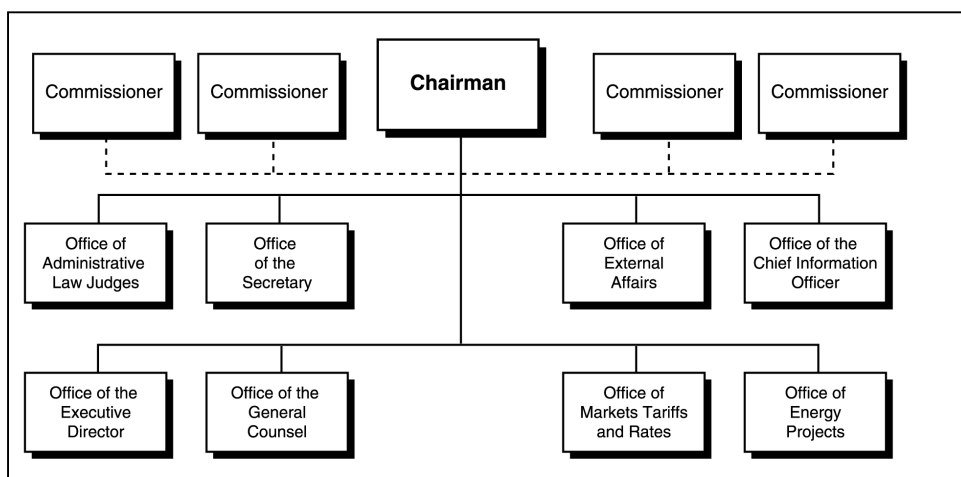 Commissioner
Commissioner
Chairman
Commissioner
Commissioner
Office of
Administrative
Law Judges
Office
of the
Secretary
Office of
External
Affairs
Office of the
Chief Information
Officer
Office of the
Executive
Director
Office of the
General
Counsel
Office of
Markets Tariffs
and Rates
Office of
Energy
Projects